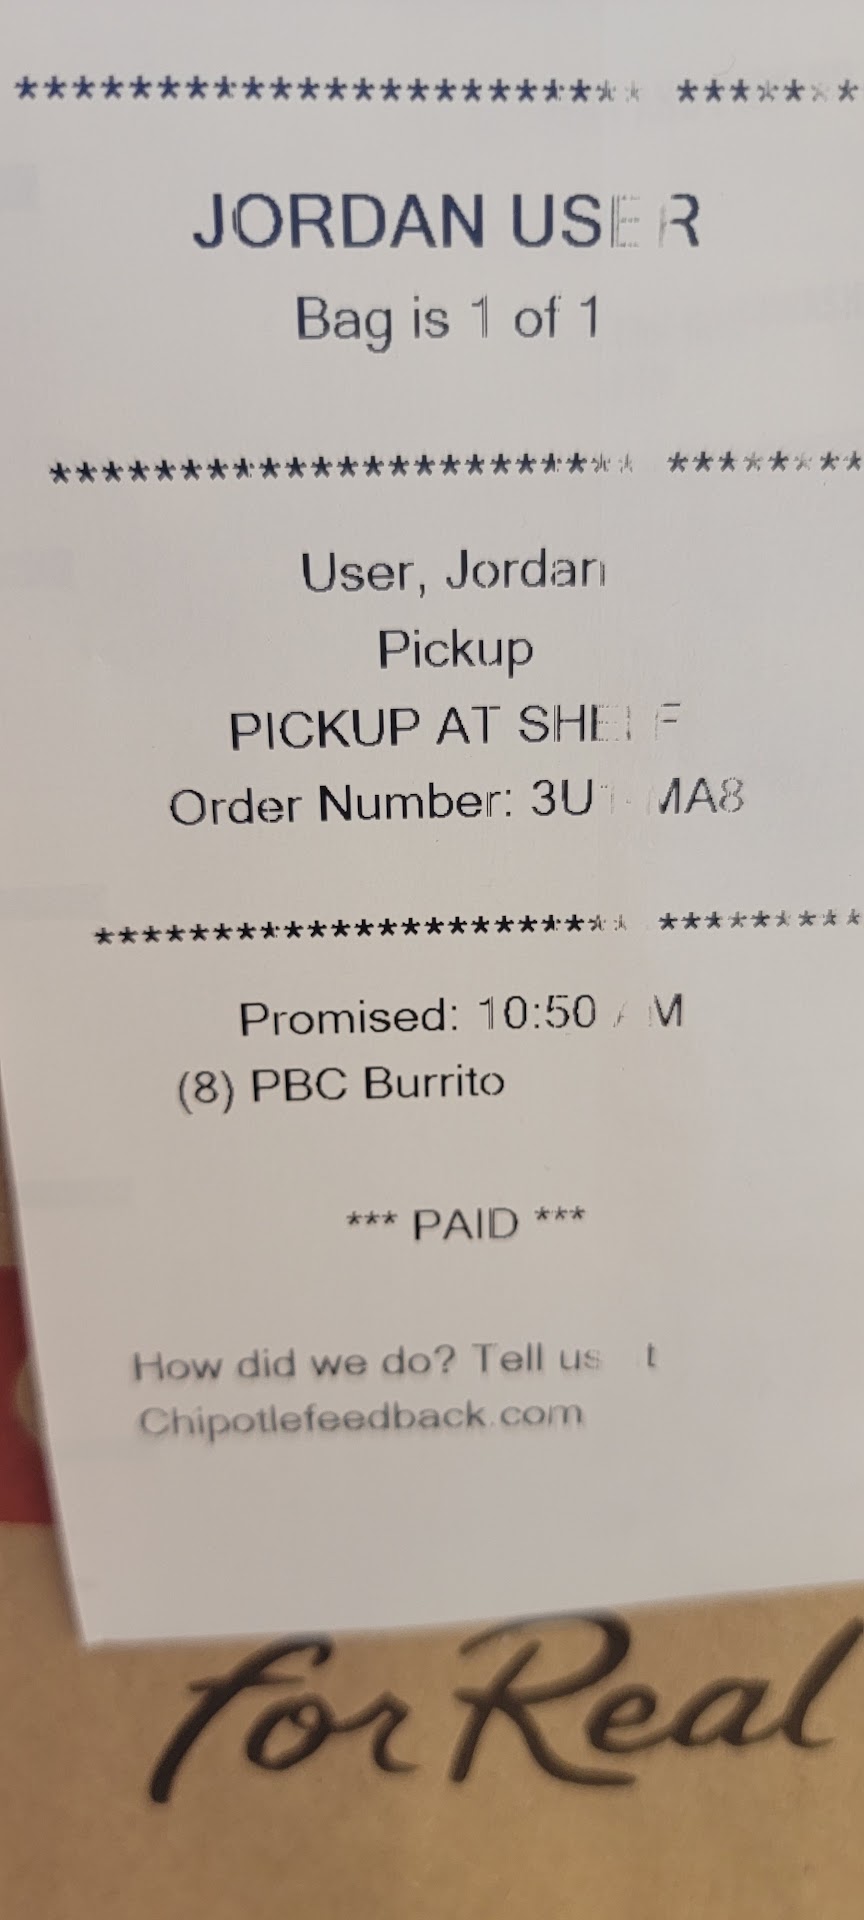 ***********************  *******
JORDAN USER
Bag is 1 of 1
***********************  ********
User, Jordan
Pickup
PICKUP AT SHELF
Order Number:
***********************  *********
Promised: 10:50 AM
(8) PBC Burrito
*** PAID ***
How did we do? Tell us
Chipotlefeedback.com
for Real